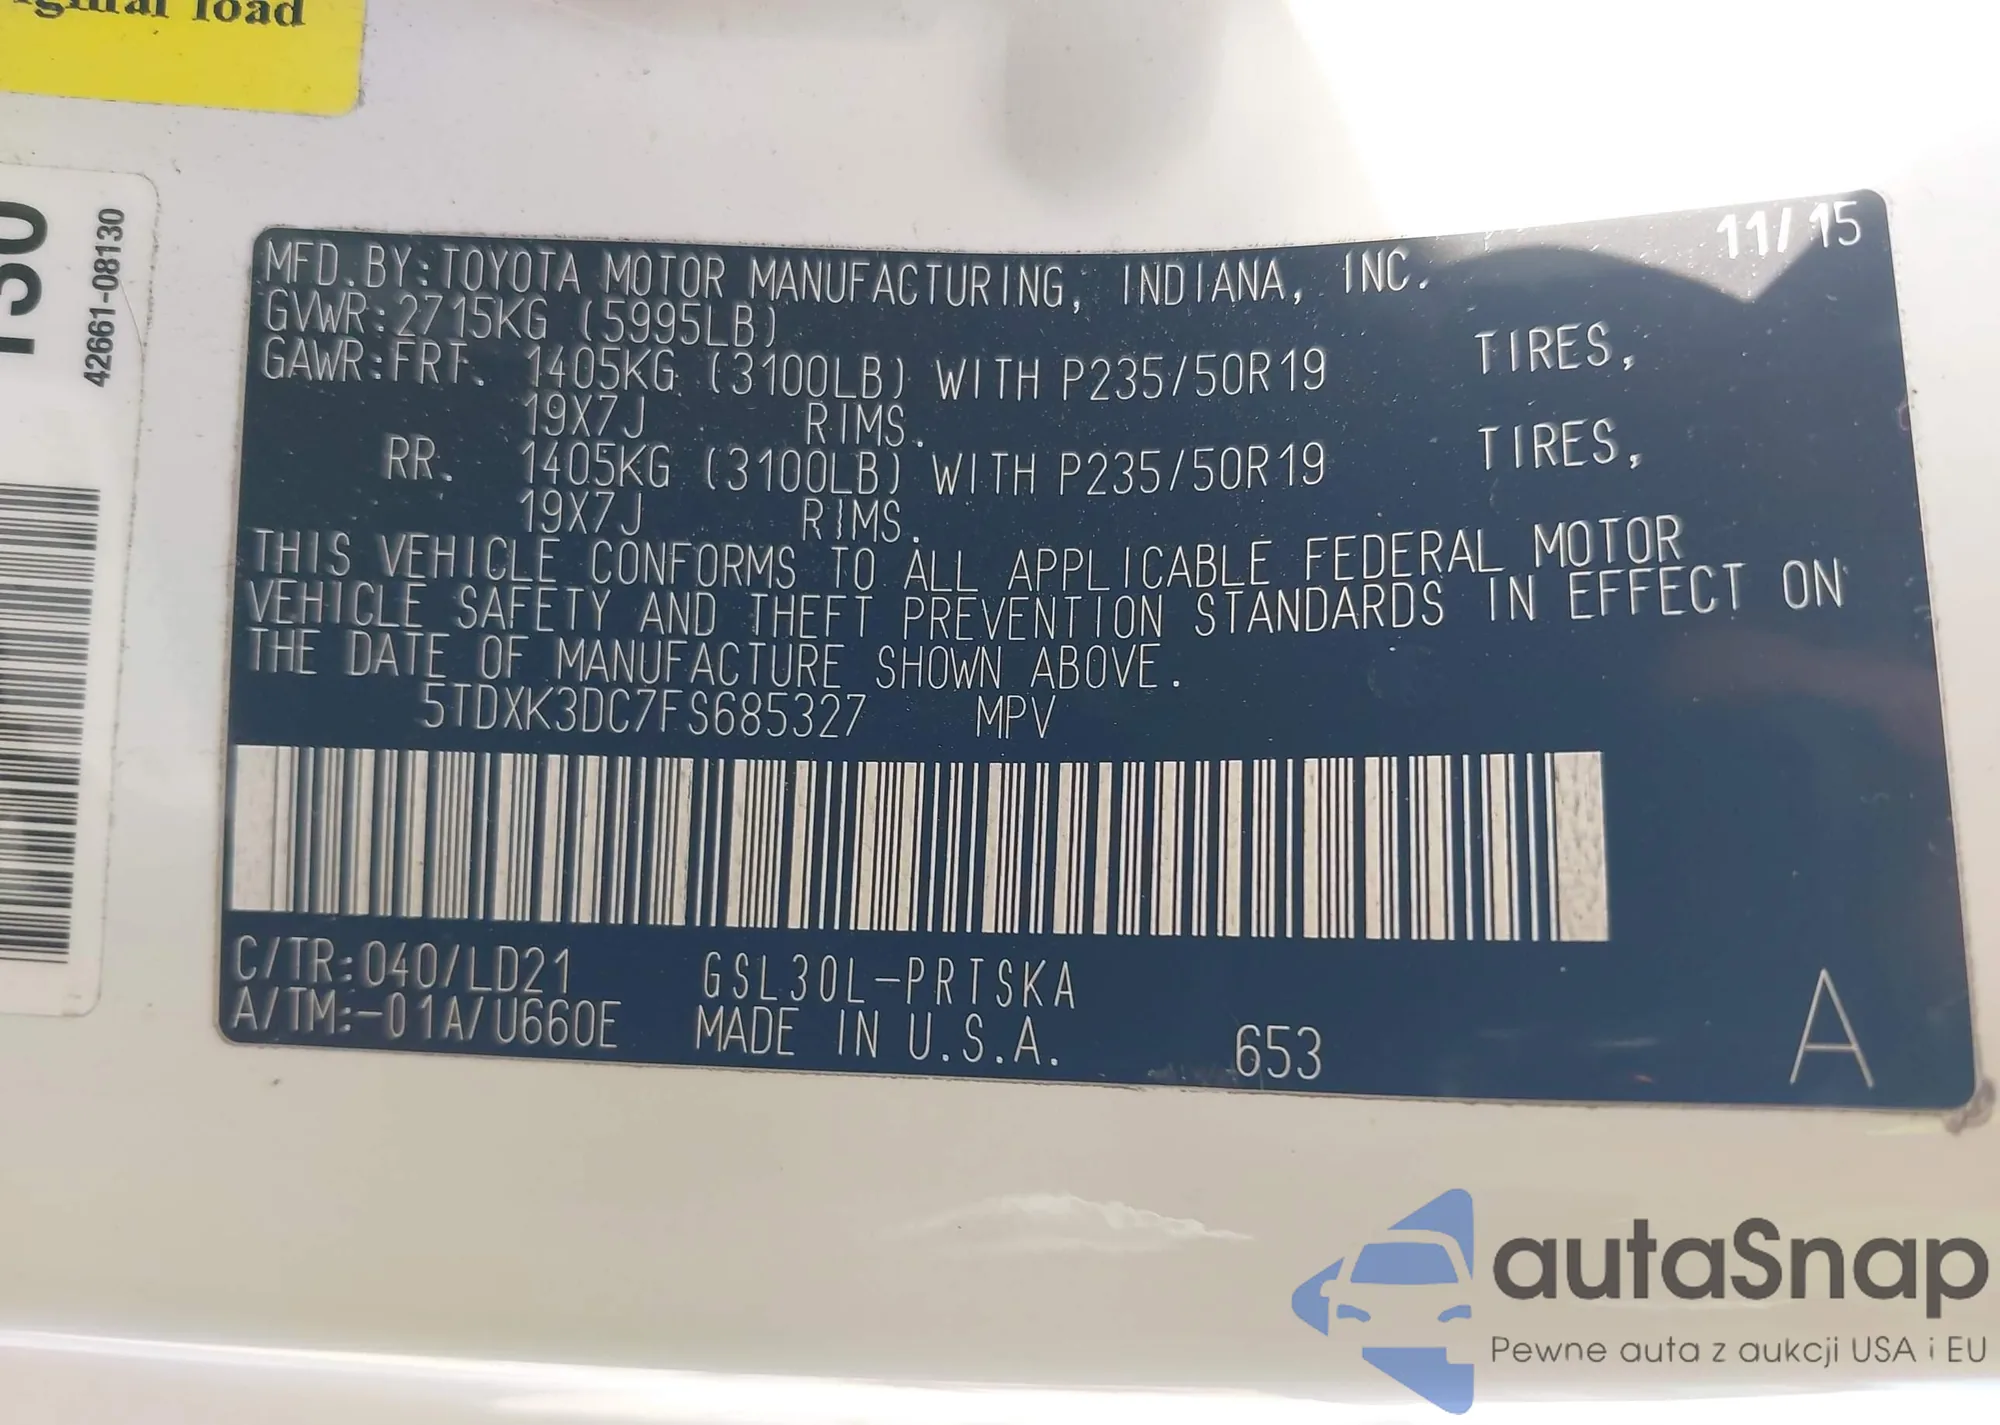 iginal load
42661-08130
11/15
MFD.BY:TOYOTA MOTOR MANUFACTURING, INDIANA, INC.
GVWR:2715KG (5995LB)
GAWR:FRT. 1405KG (3100LB) WITH P235/50R19 TIRES,
19X7J RIMS.
RR. 1405KG (3100LB) WITH P235/50R19 TIRES,
19X7J RIMS.
THIS VEHICLE CONFORMS TO ALL APPLICABLE FEDERAL MOTOR
VEHICLE SAFETY AND THEFT PREVENTION STANDARDS IN EFFECT ON
THE DATE OF MANUFACTURE SHOWN ABOVE.
5TDXK3DC7FS685327 MPV
C/TR:040/LD21 GSL30L-PRTSKA
A/TM:-01A/U660E MADE IN U.S.A. 653 A
autaSnap
Pewne auta z aukcji USA i EU